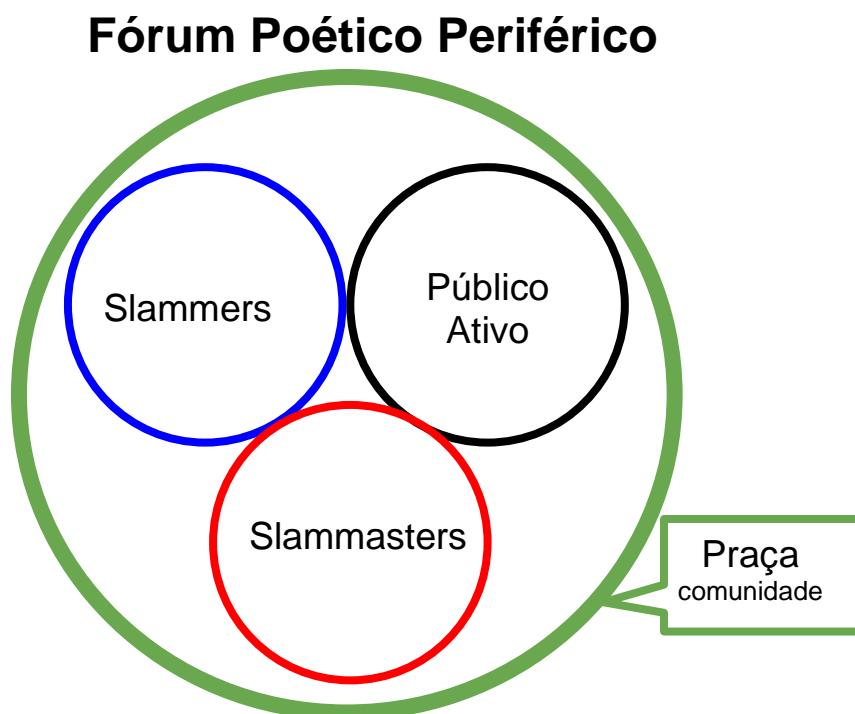 Fórum Poético Periférico
Slammers
Público
Ativo
Slammasters
Praça
comunidade